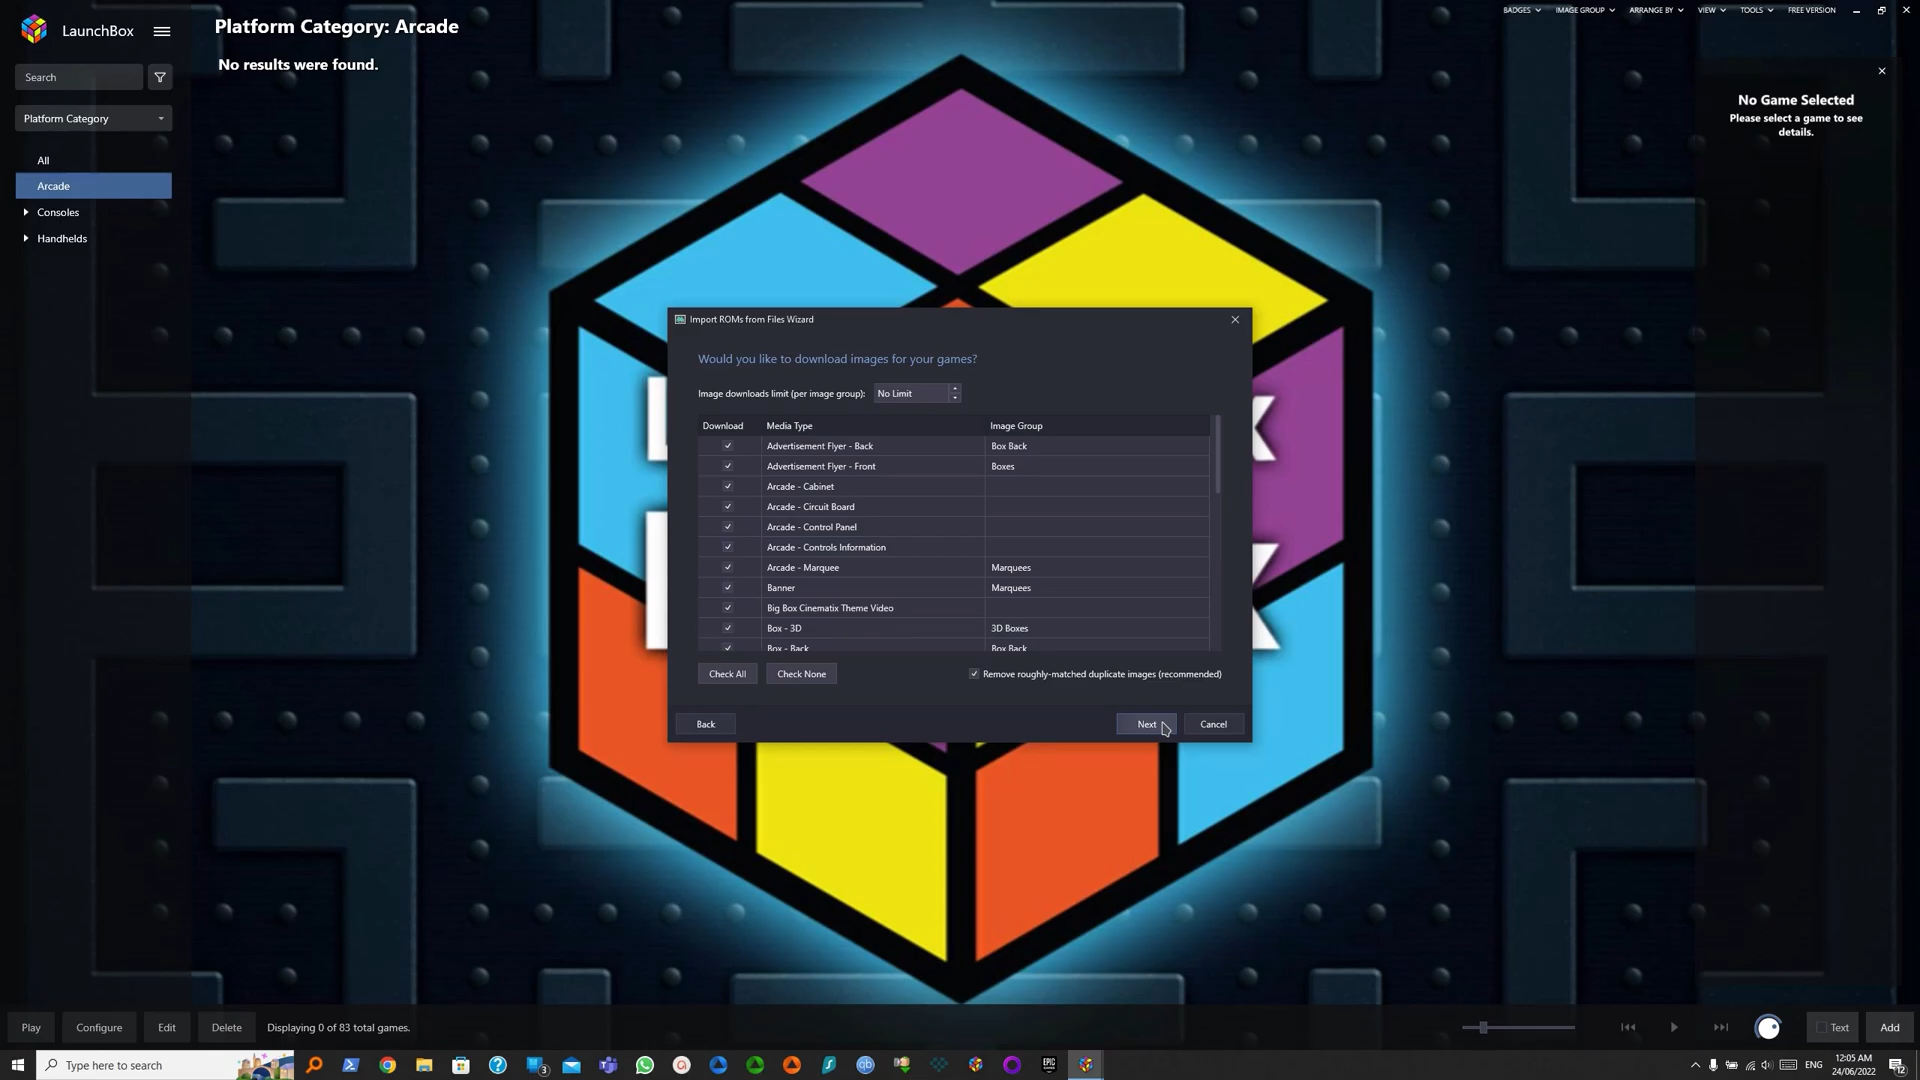 LaunchBox
Platform Category: Arcade
No results were found.
BADGES
IMAGE GROUP
ARRANGE BY
VIEW
TOOLS
FREE VERSION
Search
Platform Category
All
Arcade
Consoles
Handhelds
No Game Selected
Please select a game to see
details.
Import ROMs from Files Wizard
Would you like to download images for your games?
Image downloads limit (per image group): No Limit
Download Media Type Image Group
Advertisement Flyer - Back Box Back
Advertisement Flyer - Front Boxes
Arcade - Cabinet
Arcade - Circuit Board
Arcade - Control Panel
Arcade - Controls Information
Arcade - Marquee Marquees
Banner Marquees
Big Box Cinematix Theme Video
Box - 3D 3D Boxes
Box - Back Box Back
Check All Check None Remove roughly-matched duplicate images (recommended)
Back Next Cancel
Play Configure Edit Delete Displaying 0 of 83 total games.
Text Add
Type here to search
3
qb
EPIC
ENG
12:05 AM
24/06/2022
12